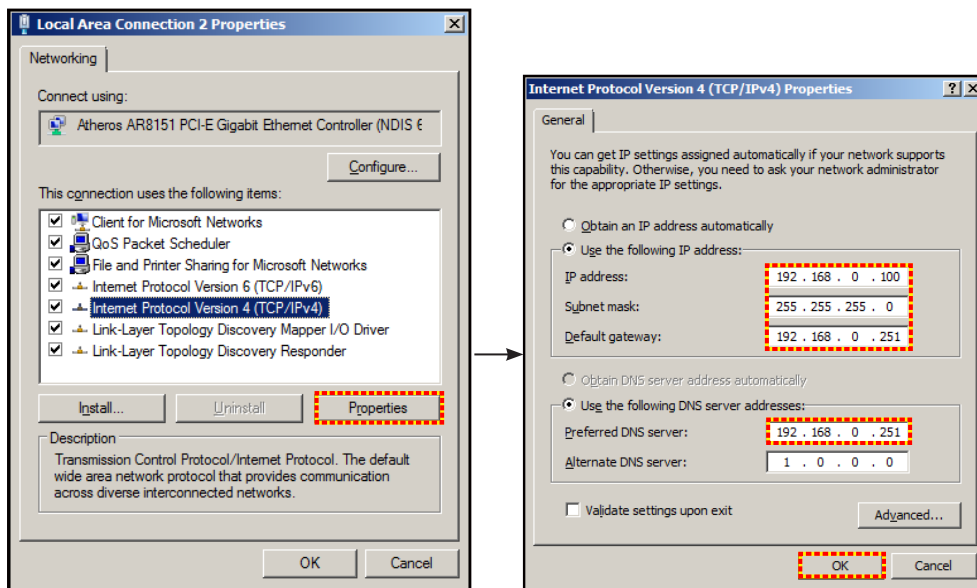 Local Area Connection 2 Properties
Networking
Connect using:
Atheros AR8151 PCI-E Gigabit Ethernet Controller (NDIS 6
Configure...
This connection uses the following items:
Client for Microsoft Networks
QoS Packet Scheduler
File and Printer Sharing for Microsoft Networks
Internet Protocol Version 6 (TCP/IPv6)
Internet Protocol Version 4 (TCP/IPv4)
Link-Layer Topology Discovery Mapper I/O Driver
Link-Layer Topology Discovery Responder
Install...
Uninstall
Properties
Description
Transmission Control Protocol/Internet Protocol. The default
wide area network protocol that provides communication
across diverse interconnected networks.
OK
Cancel
Internet Protocol Version 4 (TCP/IPv4) Properties
General
You can get IP settings assigned automatically if your network supports
this capability. Otherwise, you need to ask your network administrator
for the appropriate IP settings.
Obtain an IP address automatically
Use the following IP address:
IP address: 192 . 168 . 0 . 100
Subnet mask: 255 . 255 . 255 . 0
Default gateway: 192 . 168 . 0 . 251
Obtain DNS server address automatically
Use the following DNS server addresses:
Preferred DNS server: 192 . 168 . 0 . 251
Alternate DNS server: 1 . 0 . 0 . 0
Validate settings upon exit
Advanced...
OK
Cancel